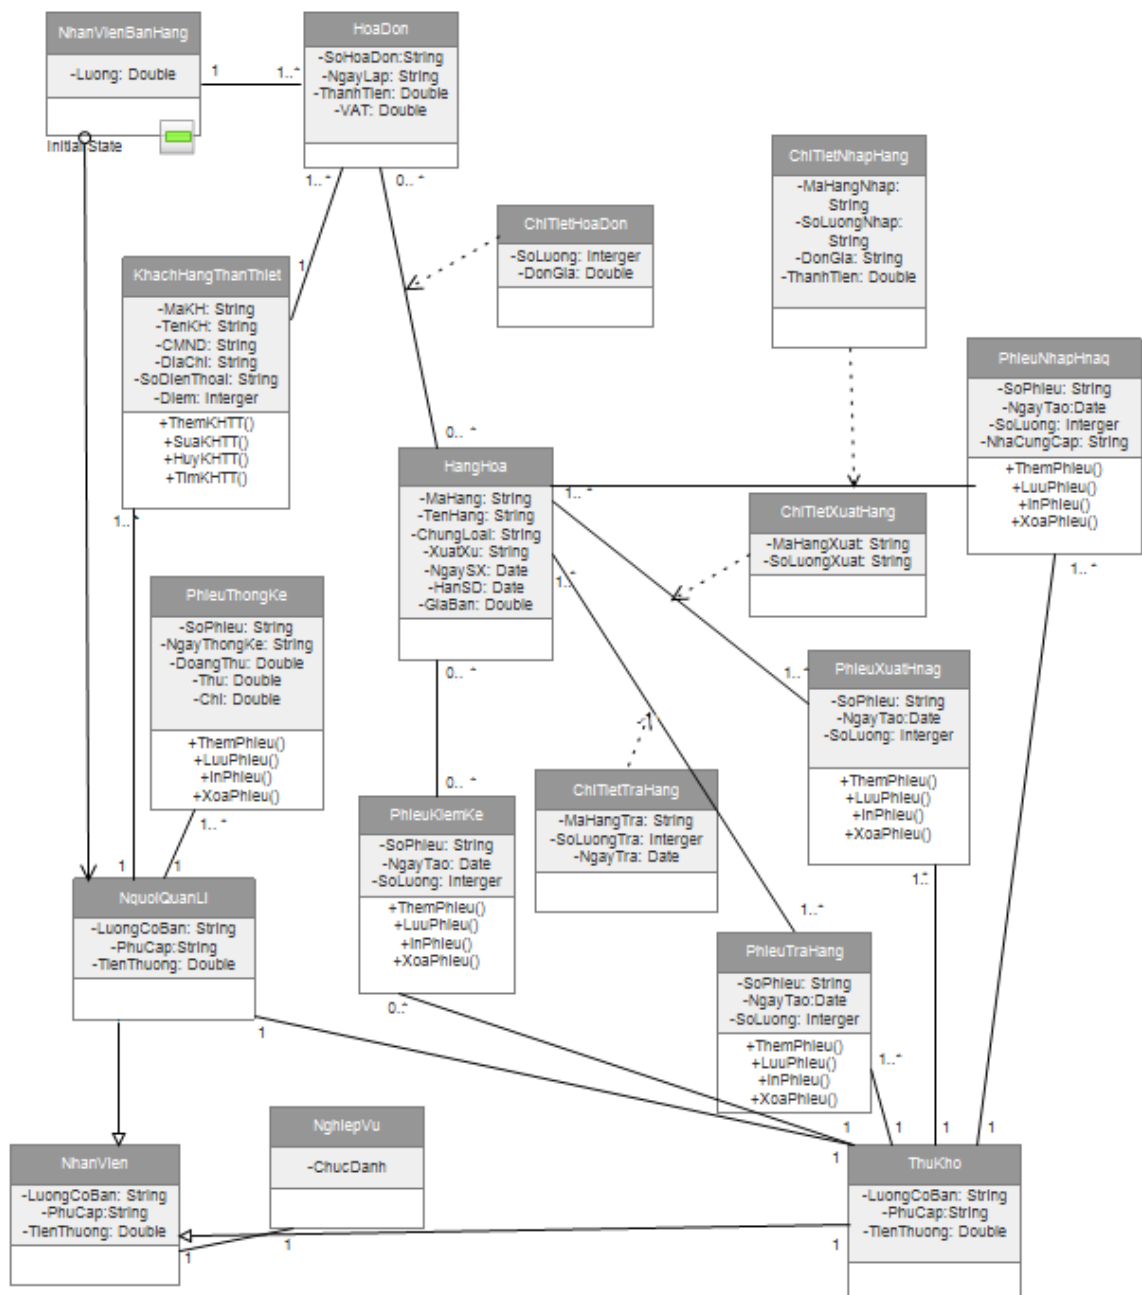 NhanVienBanHang
-Luong: Double
Initial State
1
1..*
HoaDon
-SoHoaDon:String
-NgayLap: String
-ThanhTien: Double
-VAT: Double
1..*
0..*
ChiTietNhapHang
-MaHangNhap:
String
-SoLuongNhap:
String
-DonGia: String
-ThanhTien: Double
ChiTietHoaDon
-SoLuong: Interger
-DonGia: Double
KhachHangThanThiet
-MaKH: String
-TenKH: String
-CMND: String
-DiaChi: String
-SoDienThoai: String
-Diem: Interger
+ThemKHTT()
+SuaKHTT()
+HuyKHTT()
+TimKHTT()
1
1..*
PhieuNhapHnaq
-SoPhieu: String
-NgayTao:Date
-SoLuong: Interger
-NhaCungCap: String
+ThemPhieu()
+LuuPhieu()
+InPhieu()
+XoaPhieu()
1..*
0..*
HangHoa
-MaHang: String
-TenHang: String
-ChungLoai: String
-XuatXu: String
-NgaySX: Date
-HanSD: Date
-GiaBan: Double
1..*
1..*
0..*
ChiTietXuatHang
-MaHangXuat: String
-SoLuongXuat: String
PhieuThongKe
-SoPhieu: String
-NgayThongKe: String
-DoangThu: Double
-Thu: Double
-Chi: Double
+ThemPhieu()
+LuuPhieu()
+InPhieu()
+XoaPhieu()
1..*
1..*
PhieuXuatHnag
-SoPhieu: String
-NgayTao:Date
-SoLuong: Interger
+ThemPhieu()
+LuuPhieu()
+InPhieu()
+XoaPhieu()
1..*
0..*
PhieuKiemKe
-SoPhieu: String
-NgayTao: Date
-SoLuong: Interger
+ThemPhieu()
+LuuPhieu()
+InPhieu()
+XoaPhieu()
0..*
ChiTietTraHang
-MaHangTra: String
-SoLuongTra: Interger
-NgayTra: Date
1
1
NquoiQuanLi
-LuongCoBan: String
-PhuCap:String
-TienThuong: Double
1
1..*
PhieuTraHang
-SoPhieu: String
-NgayTao:Date
-SoLuong: Interger
+ThemPhieu()
+LuuPhieu()
+InPhieu()
+XoaPhieu()
1..*
NghiepVu
-ChucDanh
NhanVien
-LuongCoBan: String
-PhuCap:String
-TienThuong: Double
1
1
1
1
1
1
1
1
ThuKho
-LuongCoBan: String
-PhuCap:String
-TienThuong: Double